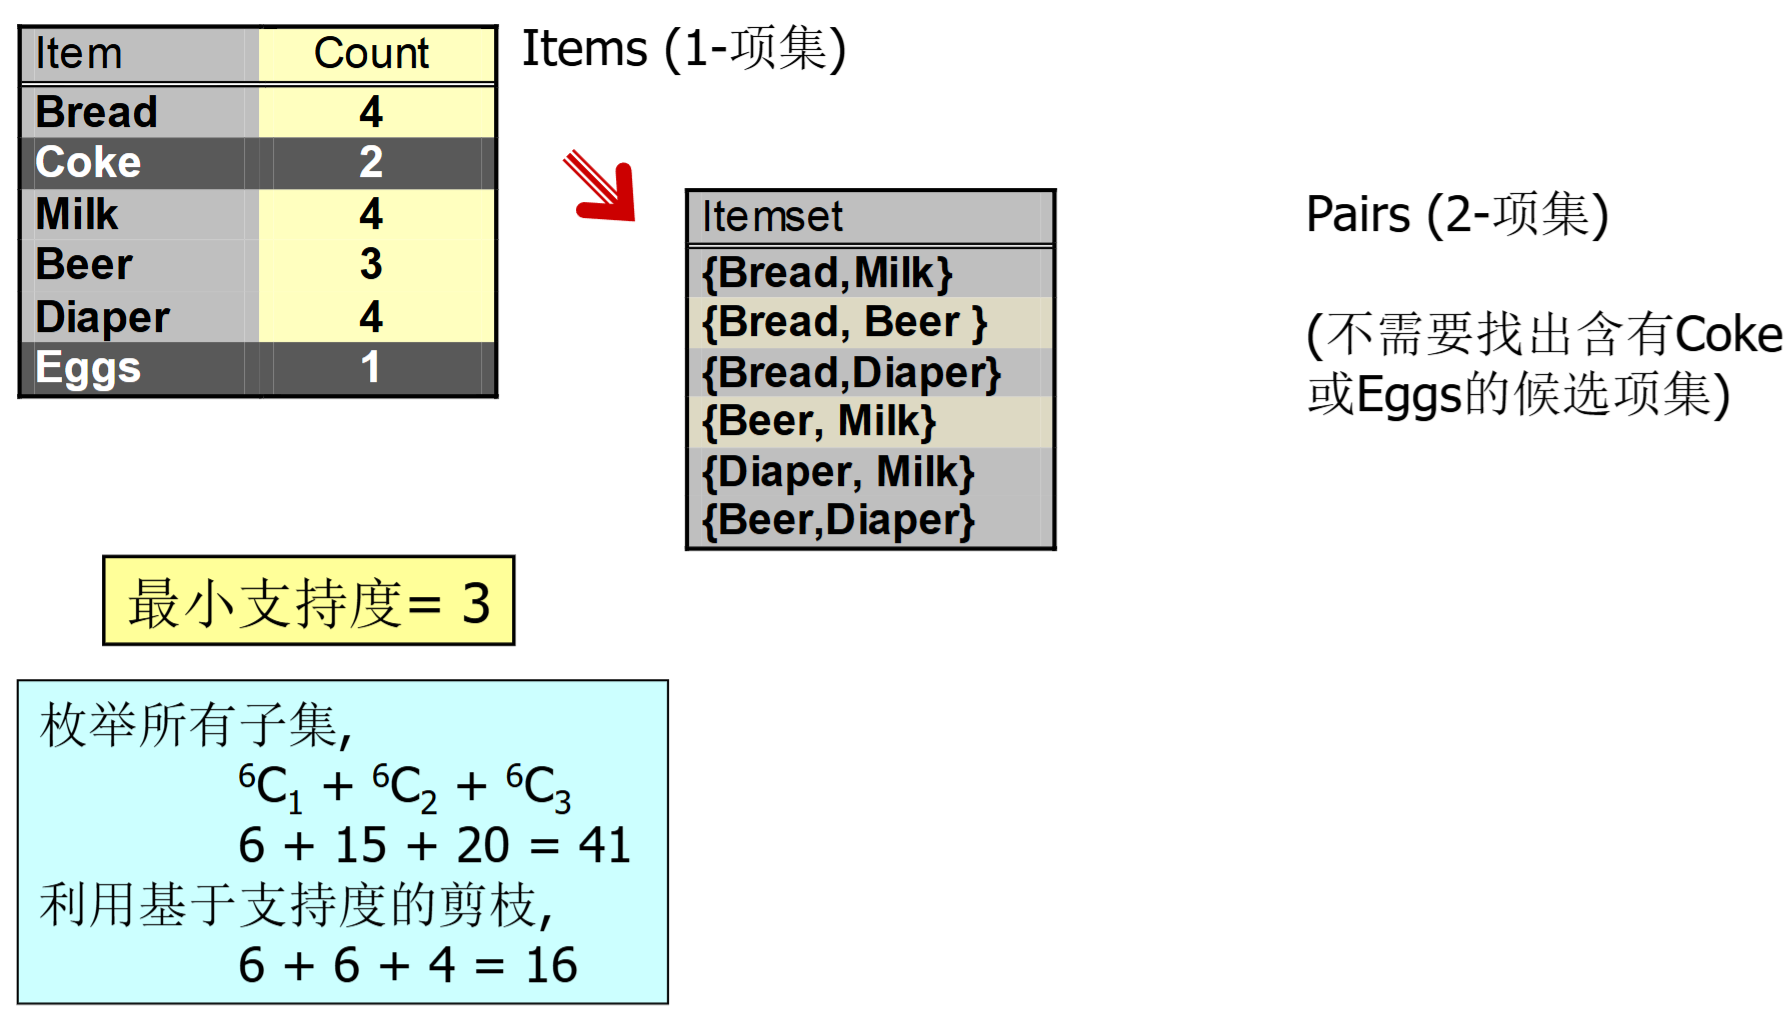 Item Count
Bread 4
Coke 2
Milk 4
Beer 3
Diaper 4
Eggs 1
Items (1-项集)
Itemset
{Bread,Milk}
{Bread, Beer }
{Bread,Diaper}
{Beer, Milk}
{Diaper, Milk}
{Beer,Diaper}
Pairs (2-项集)
(不需要找出含有Coke
或Eggs的候选项集)
最小支持度= 3
枚举所有子集,
⁶C₁ + ⁶C₂ + ⁶C₃
6 + 15 + 20 = 41
利用基于支持度的剪枝,
6 + 6 + 4 = 16